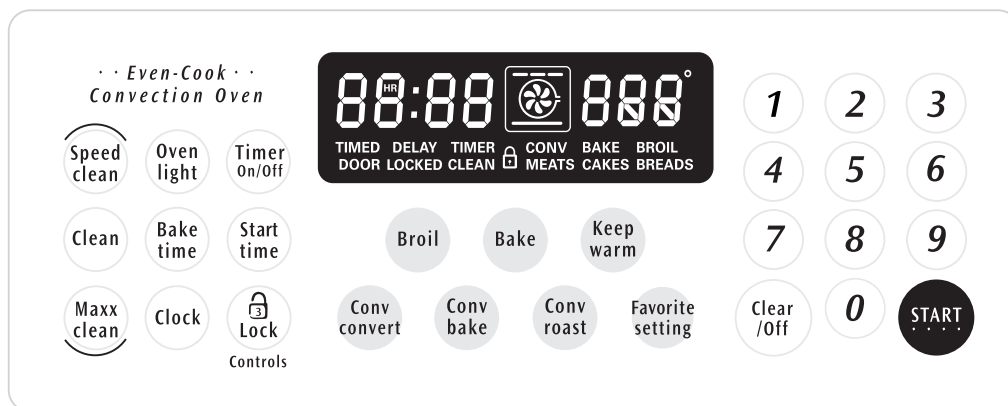 · · Even-Cook · ·
Convection Oven
Speed
clean
Oven
light
Timer
On/Off
Clean
Bake
time
Start
time
Maxx
clean
Clock
3
Lock
Controls
88:88 888°
HR
TIMED DELAY TIMER CONV BAKE BROIL
DOOR LOCKED CLEAN MEATS CAKES BREADS
Broil
Bake
Keep
warm
Conv
convert
Conv
bake
Conv
roast
Favorite
setting
1 2 3
4 5 6
7 8 9
Clear
/Off
0
START